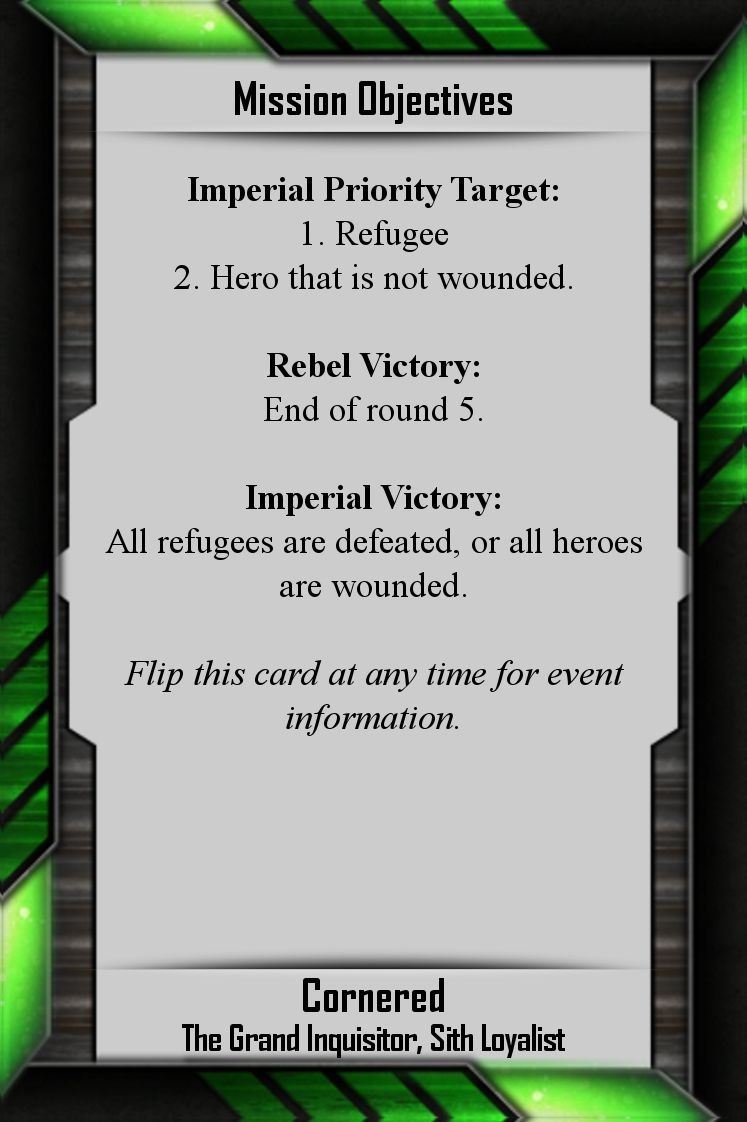 Mission Objectives
Imperial Priority Target:
1. Refugee
2. Hero that is not wounded.
Rebel Victory:
End of round 5.
Imperial Victory:
All refugees are defeated, or all heroes
are wounded.
Flip this card at any time for event
information.
Cornered
The Grand Inquisitor, Sith Loyalist